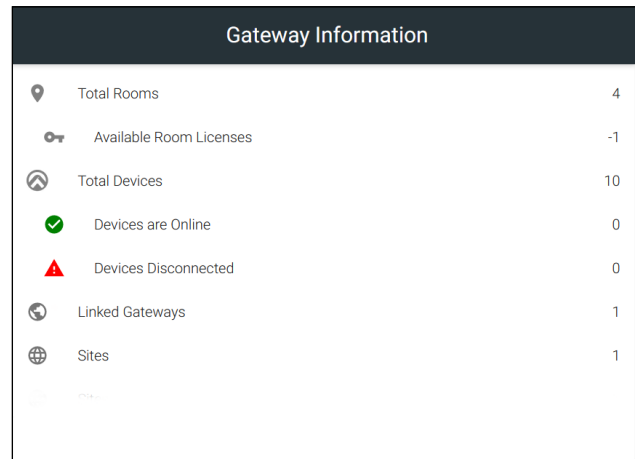 Gateway Information
Total Rooms 4
Available Room Licenses -1
Total Devices 10
Devices are Online 0
Devices Disconnected 0
Linked Gateways 1
Sites 1